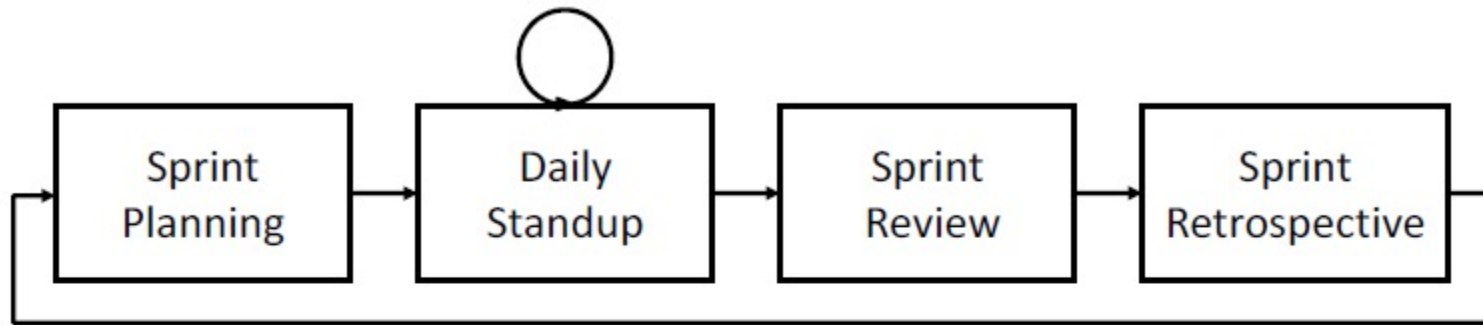 Sprint
Planning
Daily
Standup
Sprint
Review
Sprint
Retrospective